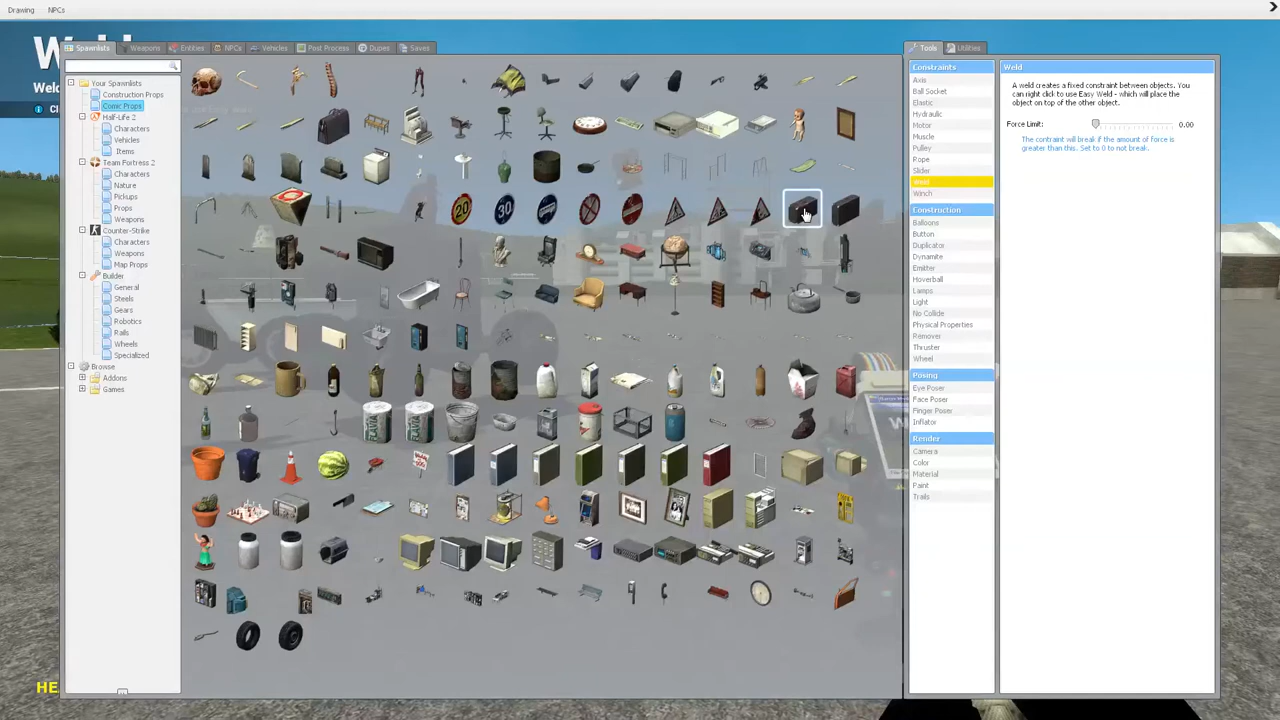 Drawing NPCs
Spawnlists Weapons Entities NPCs Vehicles Post Process Dupes Saves
Your Spawnlists
Construction Props
Comic Props
Half-Life 2
Characters
Vehicles
Items
Team Fortress 2
Characters
Nature
Pickups
Props
Weapons
Counter-Strike
Characters
Weapons
Map Props
Builder
General
Steels
Gears
Robotics
Rails
Wheels
Specialized
Browse
Addons
Games
Tools Utilities
Constraints
Axis
Ball Socket
Elastic
Hydraulic
Motor
Muscle
Pulley
Rope
Slider
Weld
Winch
Construction
Balloons
Button
Duplicator
Dynamite
Emitter
Hoverball
Lamps
Light
No Collide
Physical Properties
Remover
Thruster
Wheel
Posing
Eye Poser
Face Poser
Finger Poser
Inflator
Render
Camera
Color
Material
Paint
Trails
Weld
A weld creates a fixed constraint between objects. You
can right click to use Easy Weld - which will place the
object on top of the other object.
Force Limit: 0.00
The contraint will break if the amount of force is
greater than this. Set to 0 to not break.
20
30
HE